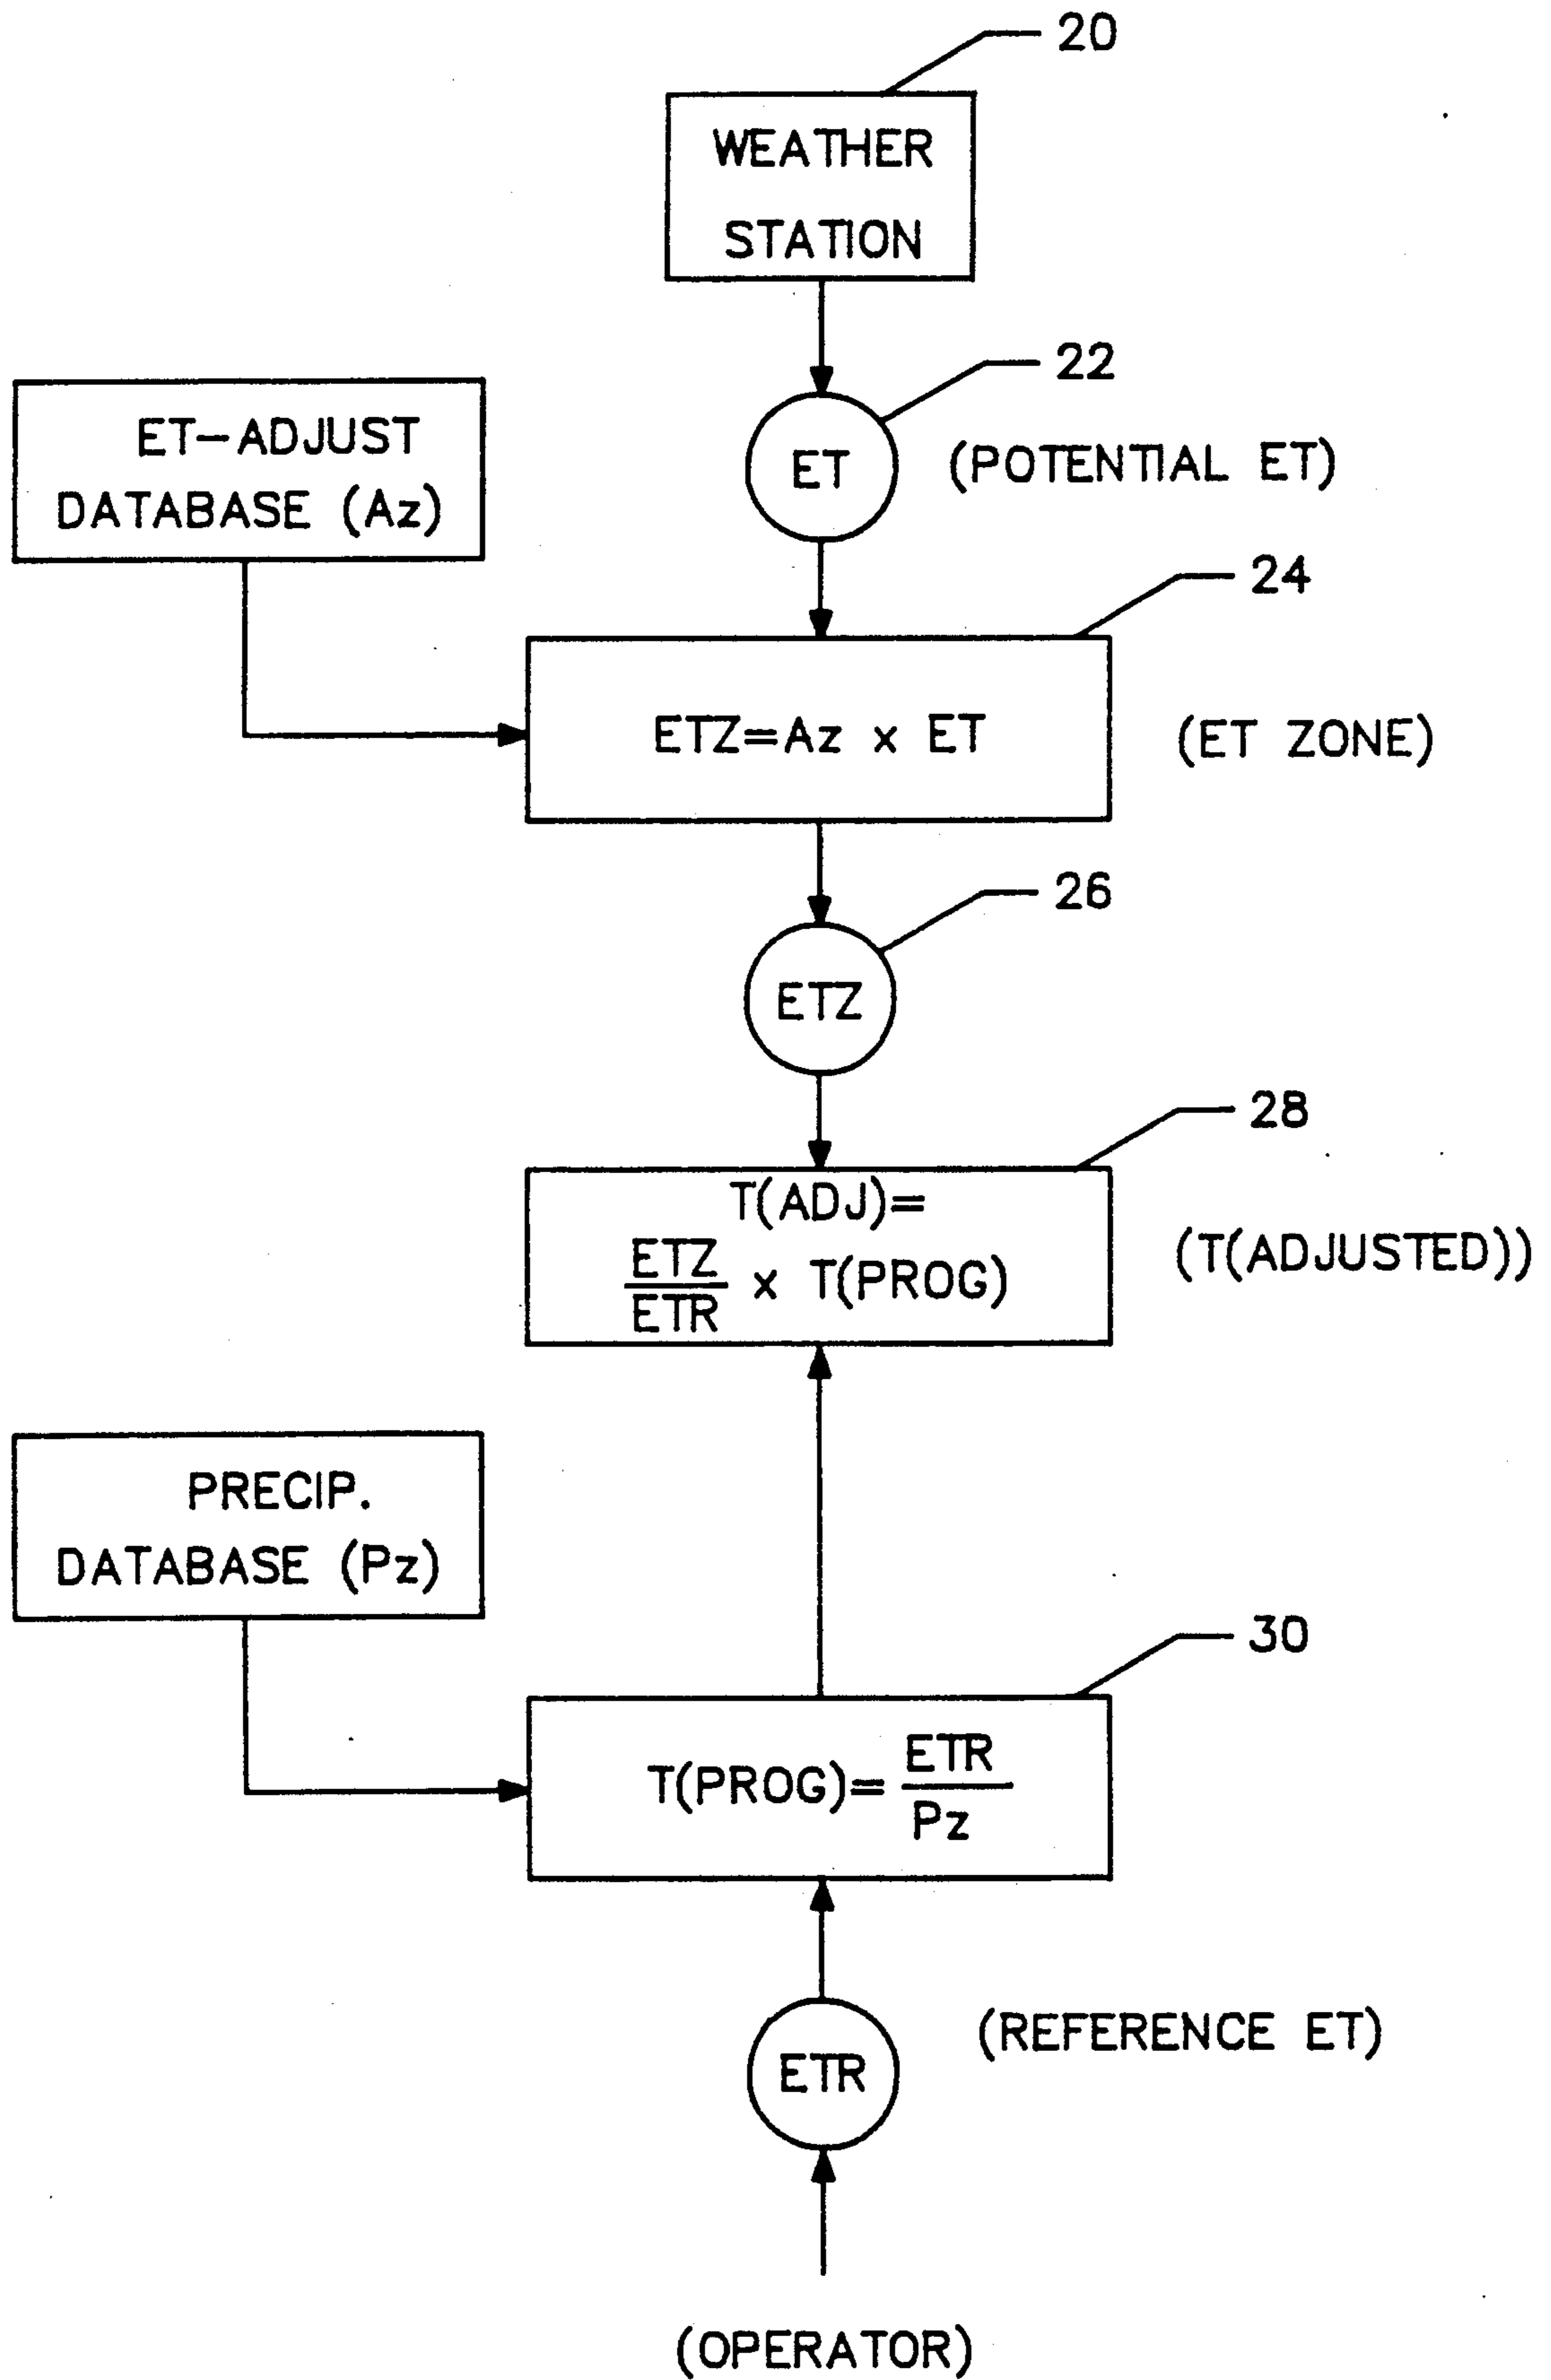 20
WEATHER
STATION
22
ET
(POTENTIAL ET)
ET-ADJUST
DATABASE (Az)
24
ETZ=Az x ET
(ET ZONE)
26
ETZ
28
T(ADJ)=
ETZ
ETR
x T(PROG)
(T(ADJUSTED))
PRECIP.
DATABASE (Pz)
30
T(PROG)=
ETR
Pz
(REFERENCE ET)
ETR
(OPERATOR)